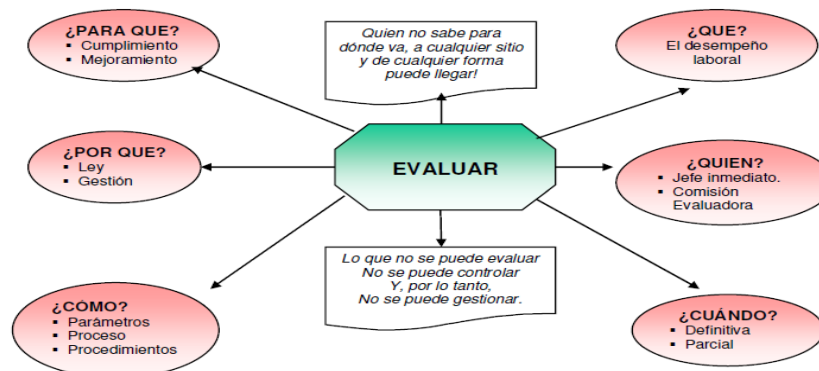 ¿PARA QUE?
▪ Cumplimiento
▪ Mejoramiento
Quien no sabe para
dónde va, a cualquier sitio
y de cualquier forma
puede llegar!
¿QUE?
El desempeño
laboral
¿POR QUE?
▪ Ley
▪ Gestión
EVALUAR
¿QUIEN?
▪ Jefe inmediato.
▪ Comisión
Evaluadora
¿CÓMO?
▪ Parámetros
▪ Proceso
▪ Procedimientos
Lo que no se puede evaluar
No se puede controlar
Y, por lo tanto,
No se puede gestionar.
¿CUÁNDO?
▪ Definitiva
▪ Parcial